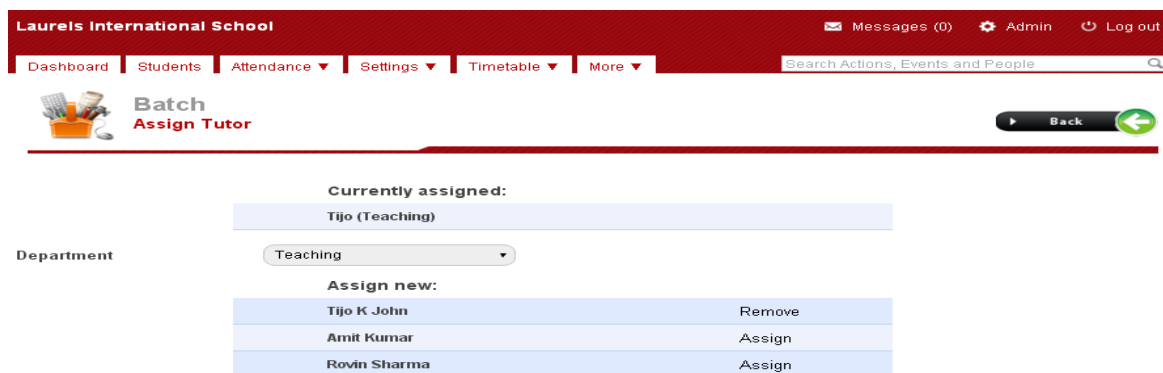 Laurels International School Messages (0) Admin Log out
Dashboard Students Attendance ▼ Settings ▼ Timetable ▼ More ▼ Search Actions, Events and People
Batch
Assign Tutor
Back
Currently assigned:
Tijo (Teaching)
Department Teaching
Assign new:
Tijo K John Remove
Amit Kumar Assign
Rovin Sharma Assign